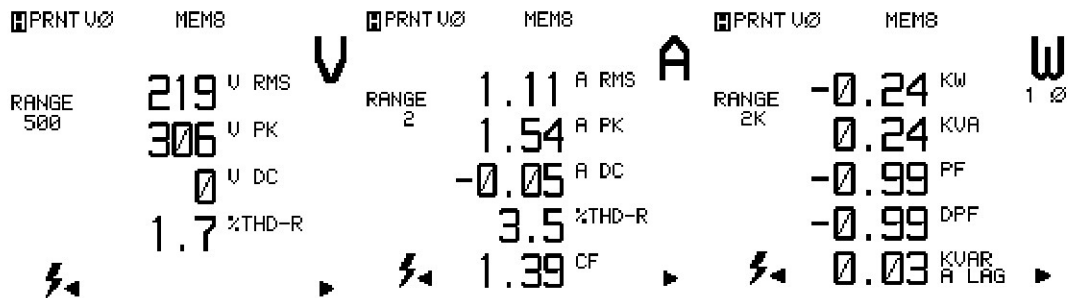 H PRNT VØ MEM8
V
219 V RMS
RANGE
500
306 V PK
0 V DC
1.7 %THD-R
H PRNT VØ MEM8
A
1.11 A RMS
RANGE
2
1.54 A PK
-0.05 A DC
3.5 %THD-R
1.39 CF
H PRNT VØ MEM8
W
1 Ø
-0.24 KW
RANGE
2K
0.24 KVA
-0.99 PF
-0.99 DPF
0.03 KVAR
A LAG